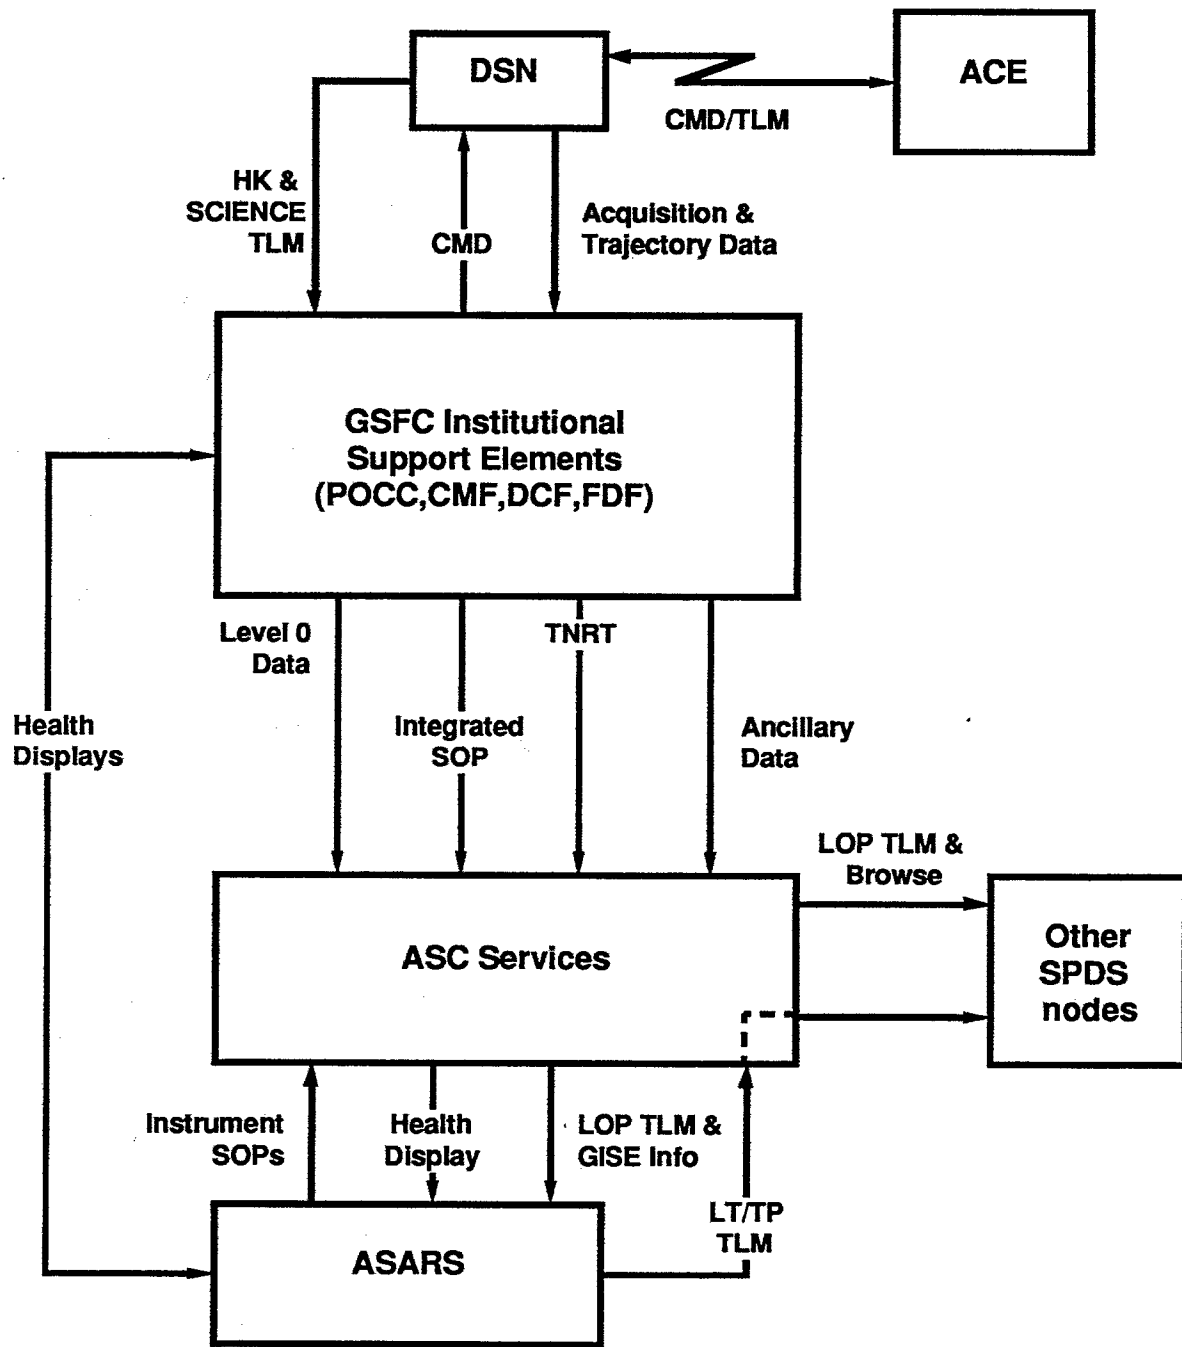 DSN
ACE
CMD/TLM
HK &
SCIENCE
TLM
CMD
Acquisition &
Trajectory Data
GSFC Institutional
Support Elements
(POCC,CMF,DCF,FDF)
Level 0
Data
Integrated
SOP
TNRT
Ancillary
Data
Health
Displays
LOP TLM &
Browse
ASC Services
Other
SPDS
nodes
Instrument
SOPs
Health
Display
LOP TLM &
GISE Info
LT/TP
TLM
ASARS